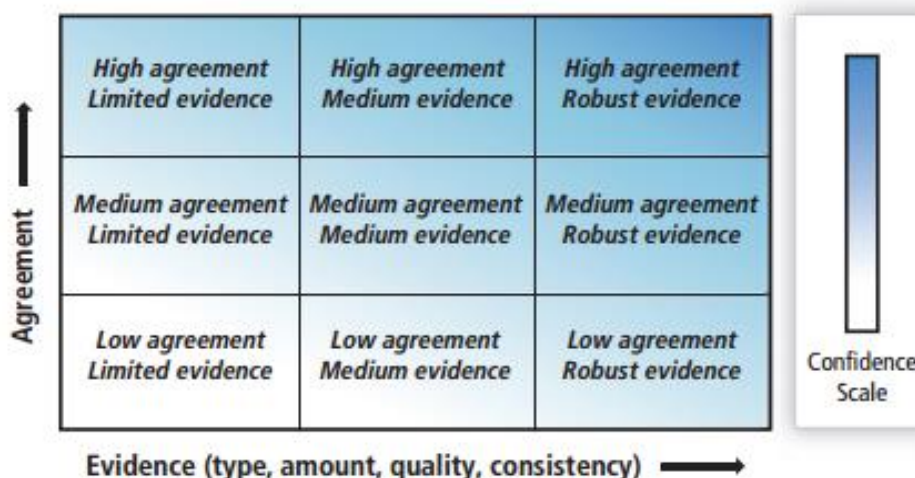 High agreement
Limited evidence
High agreement
Medium evidence
High agreement
Robust evidence
Medium agreement
Limited evidence
Medium agreement
Medium evidence
Medium agreement
Robust evidence
Low agreement
Limited evidence
Low agreement
Medium evidence
Low agreement
Robust evidence
Agreement
Evidence (type, amount, quality, consistency)
Confidence
Scale